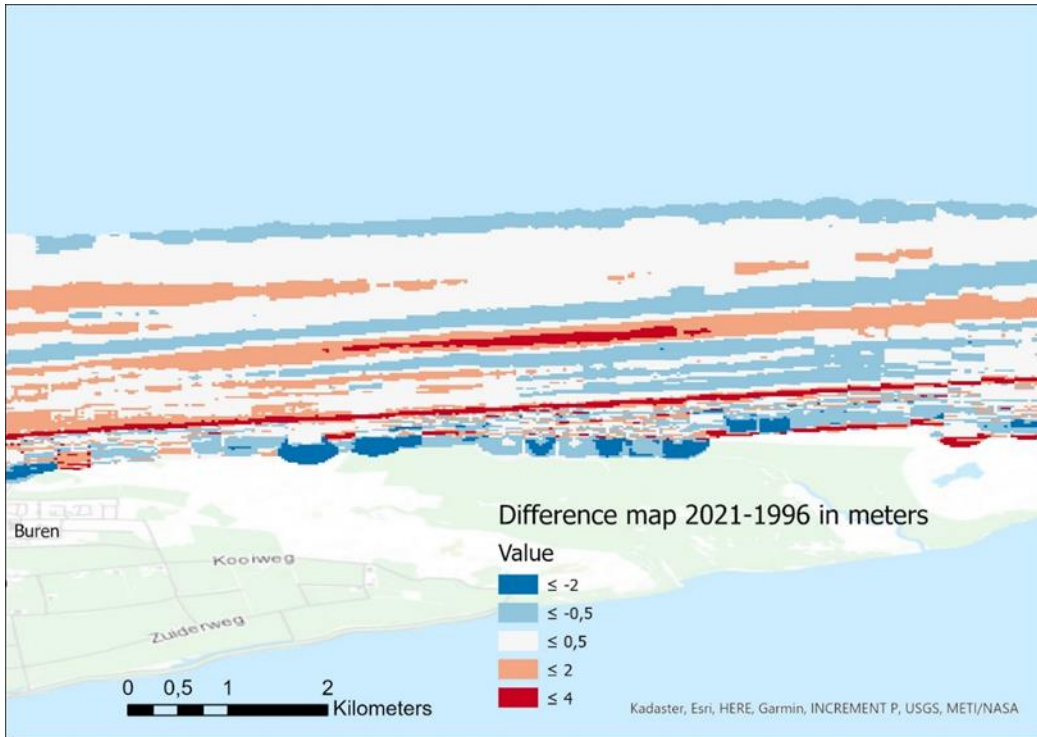 Buren
Kooiweg
Zuiderweg
Difference map 2021-1996 in meters
Value
≤ -2
≤ -0,5
≤ 0,5
≤ 2
≤ 4
0 0,5 1 2
Kilometers
Kadaster, Esri, HERE, Garmin, INCREMENT P, USGS, METI/NASA